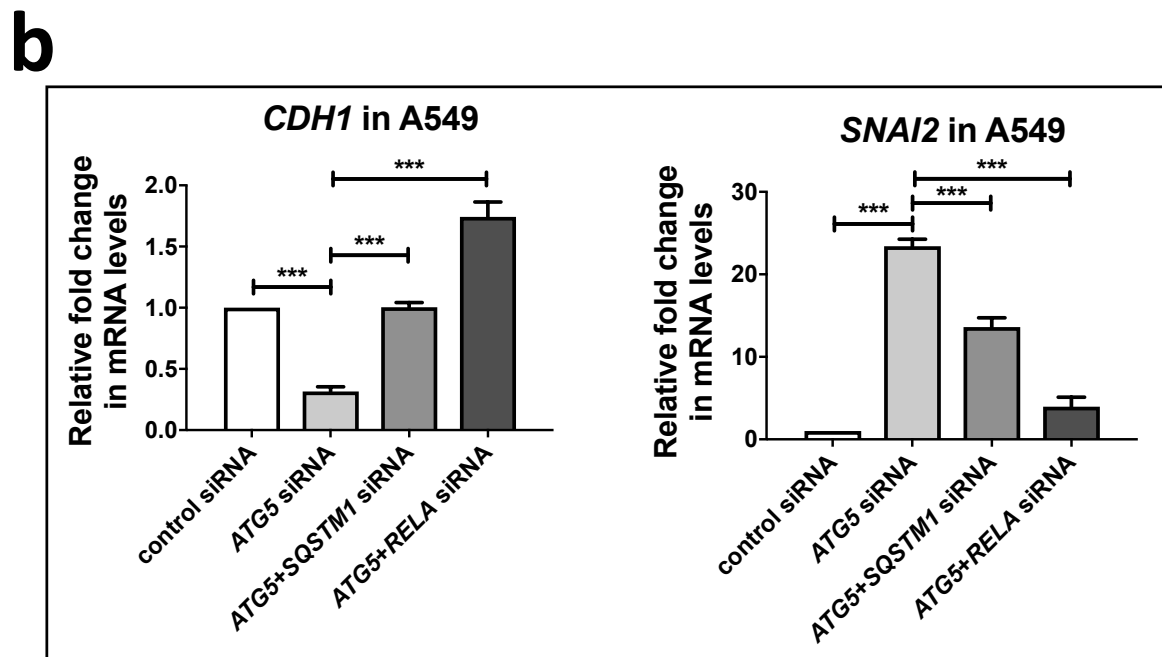 b
CDH1 in A549
Relative fold change
in mRNA levels
2.0
1.5
1.0
0.5
0.0
***
***
***
control siRNA
ATG5 siRNA
ATG5+SQSTM1 siRNA
ATG5+RELA siRNA
SNAI2 in A549
Relative fold change
in mRNA levels
30
20
10
0
***
***
***
control siRNA
ATG5 siRNA
ATG5+SQSTM1 siRNA
ATG5+RELA siRNA